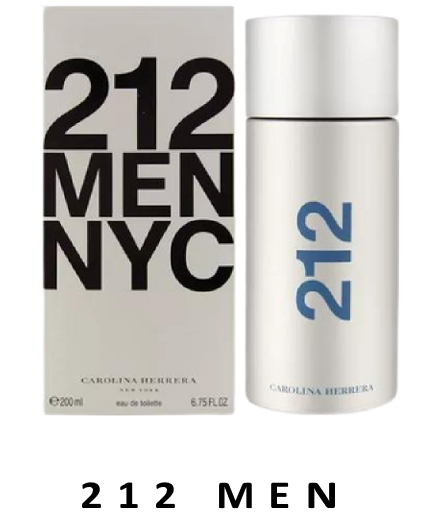 212
MEN
NYC
CAROLINA HERRERA
NEW YORK
℮200 ml eau de toilette 6.75 FL.OZ
212
CAROLINA HERRERA
212 MEN